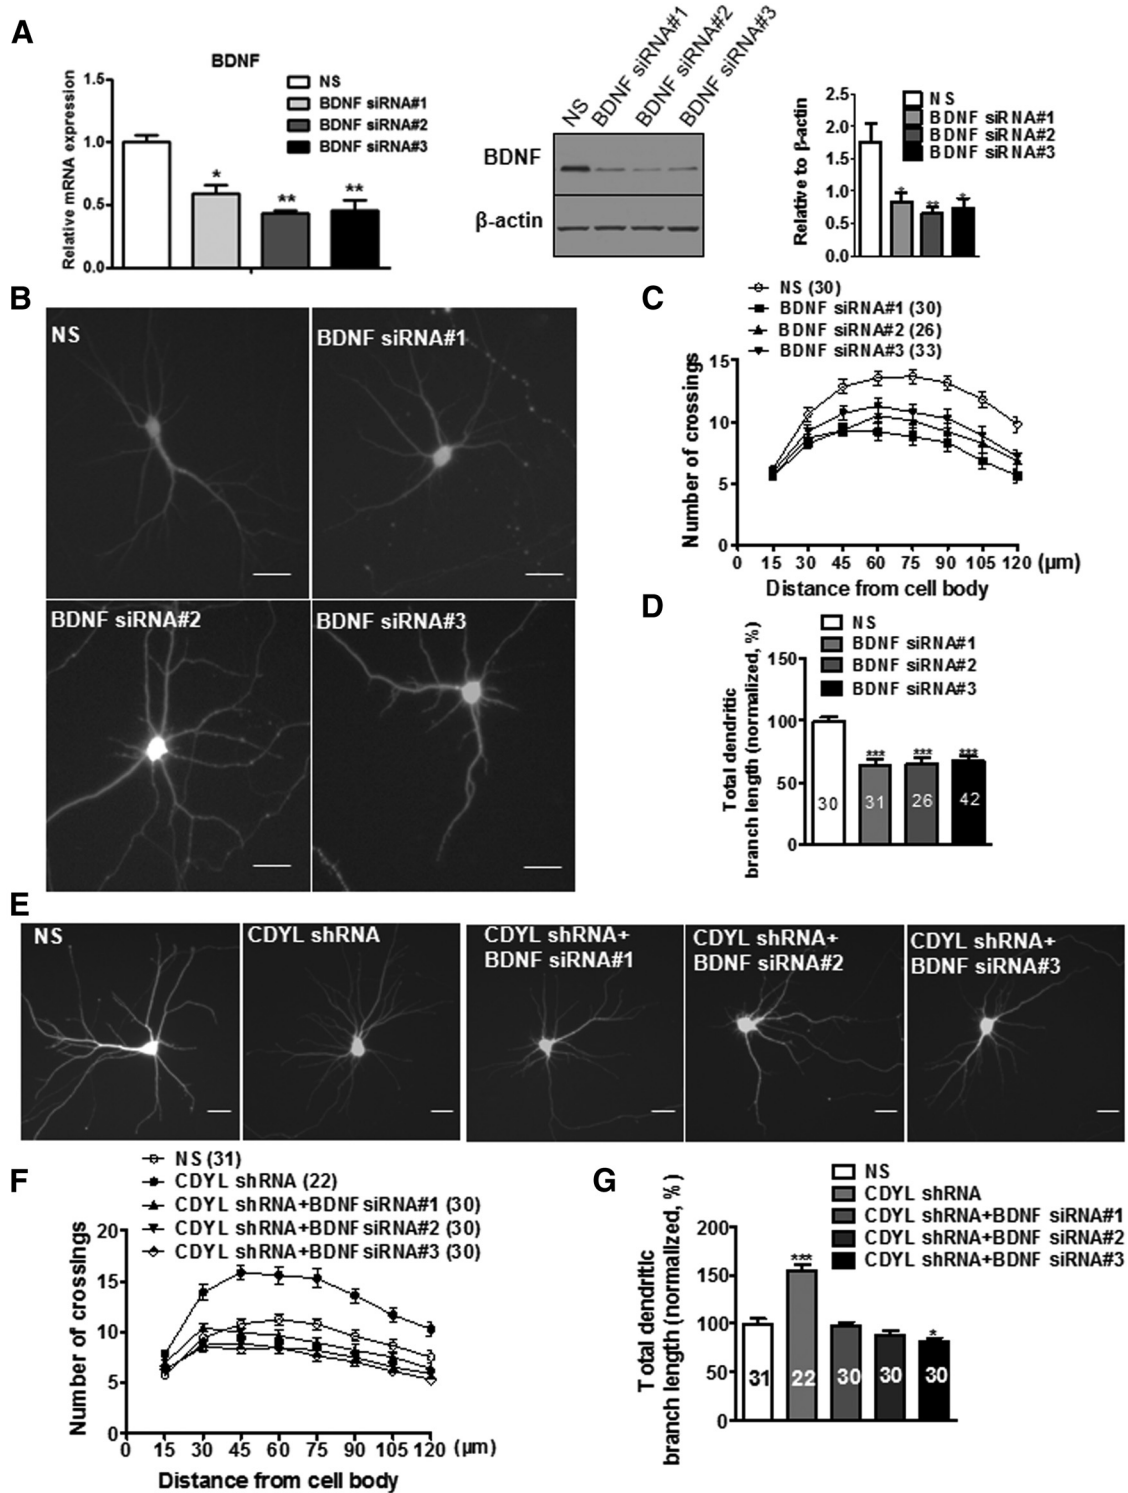 A
BDNF
Relative mRNA expression
1.5
1.0
0.5
0.0
NS
BDNF siRNA#1
BDNF siRNA#2
BDNF siRNA#3
*
**
**
NS
BDNF siRNA#1
BDNF siRNA#2
BDNF siRNA#3
BDNF
β-actin
Relative to β-actin
2.5
2.0
1.5
1.0
0.5
0.0
NS
BDNF siRNA#1
BDNF siRNA#2
BDNF siRNA#3
*
**
*
B
NS
BDNF siRNA#1
BDNF siRNA#2
BDNF siRNA#3
C
NS (30)
BDNF siRNA#1 (30)
BDNF siRNA#2 (26)
BDNF siRNA#3 (33)
Number of crossings
15
10
5
0
0 15 30 45 60 75 90 105 120 (μm)
Distance from cell body
D
NS
BDNF siRNA#1
BDNF siRNA#2
BDNF siRNA#3
Total dendritic
branch length (normalized, %)
150
100
50
0
***
***
***
30
31
26
42
E
NS
CDYL shRNA
CDYL shRNA+
BDNF siRNA#1
CDYL shRNA+
BDNF siRNA#2
CDYL shRNA+
BDNF siRNA#3
F
NS (31)
CDYL shRNA (22)
CDYL shRNA+BDNF siRNA#1 (30)
CDYL shRNA+BDNF siRNA#2 (30)
CDYL shRNA+BDNF siRNA#3 (30)
Number of crossings
20
15
10
5
0
0 15 30 45 60 75 90 105 120 (μm)
Distance from cell body
G
NS
CDYL shRNA
CDYL shRNA+BDNF siRNA#1
CDYL shRNA+BDNF siRNA#2
CDYL shRNA+BDNF siRNA#3
Total dendritic
branch length (normalized, %)
200
150
100
50
0
***
*
31
22
30
30
30